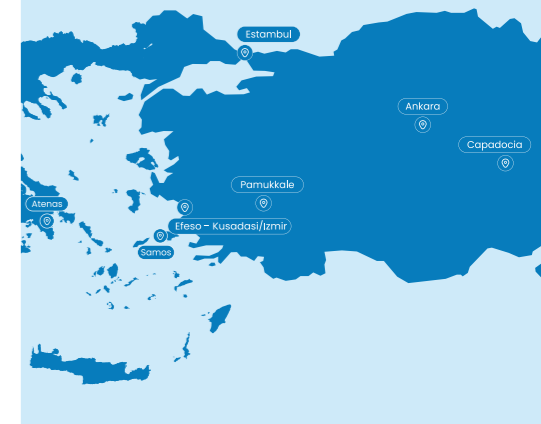 Estambul
Ankara
Capadocia
Pamukkale
Atenas
Efeso – Kusadasi/Izmir
Samos